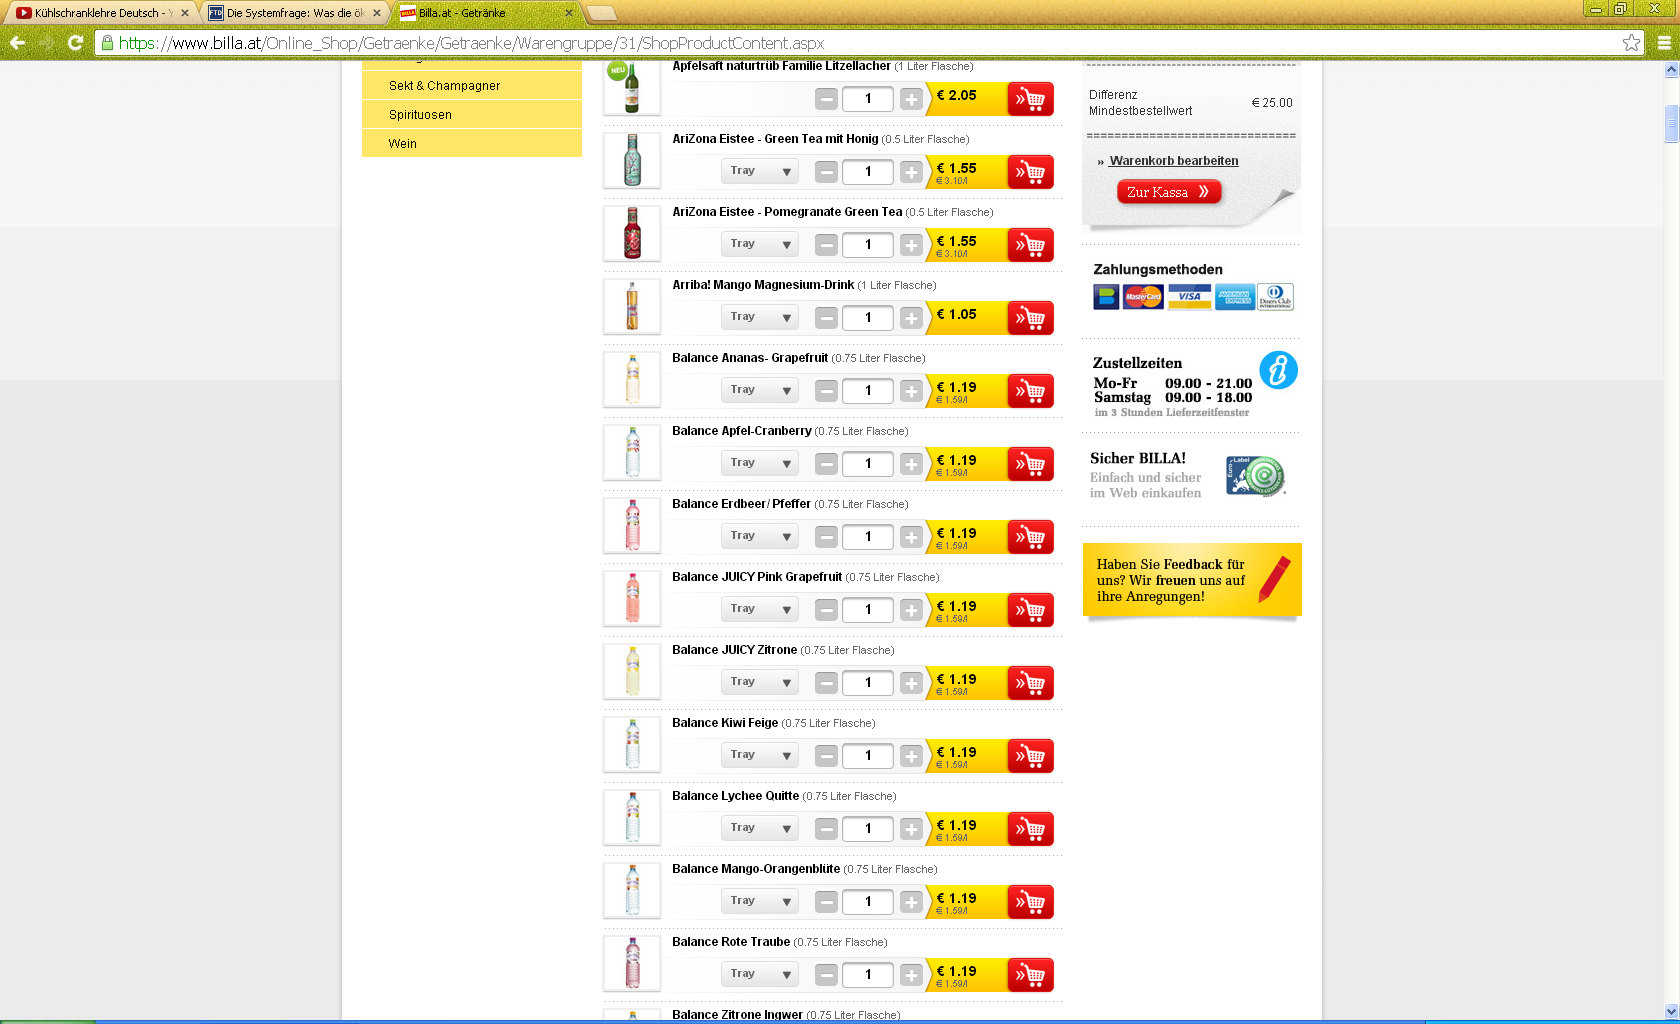 Kühlschranklehre Deutsch - Y
Die Systemfrage: Was die ök
Billa.at - Getränke
https://www.billa.at/Online_Shop/Getraenke/Getraenke/Warengruppe/31/ShopProductContent.aspx
Sekt & Champagner
Spirituosen
Wein
NEU
Apfelsaft naturtrüb Familie Litzellacher (1 Liter Flasche)
1 € 2.05
AriZona Eistee - Green Tea mit Honig (0.5 Liter Flasche)
Tray 1 € 1.55
€ 3.10/l
AriZona Eistee - Pomegranate Green Tea (0.5 Liter Flasche)
Tray 1 € 1.55
€ 3.10/l
Arriba! Mango Magnesium-Drink (1 Liter Flasche)
Tray 1 € 1.05
Balance Ananas- Grapefruit (0.75 Liter Flasche)
Tray 1 € 1.19
€ 1.59/l
Balance Apfel-Cranberry (0.75 Liter Flasche)
Tray 1 € 1.19
€ 1.59/l
Balance Erdbeer/ Pfeffer (0.75 Liter Flasche)
Tray 1 € 1.19
€ 1.59/l
Balance JUICY Pink Grapefruit (0.75 Liter Flasche)
Tray 1 € 1.19
€ 1.59/l
Balance JUICY Zitrone (0.75 Liter Flasche)
Tray 1 € 1.19
€ 1.59/l
Balance Kiwi Feige (0.75 Liter Flasche)
Tray 1 € 1.19
€ 1.59/l
Balance Lychee Quitte (0.75 Liter Flasche)
Tray 1 € 1.19
€ 1.59/l
Balance Mango-Orangenblüte (0.75 Liter Flasche)
Tray 1 € 1.19
€ 1.59/l
Balance Rote Traube (0.75 Liter Flasche)
Tray 1 € 1.19
€ 1.59/l
Balance Zitrone Ingwer (0.75 Liter Flasche)
Differenz
Mindestbestellwert € 25.00
==============================
» Warenkorb bearbeiten
Zur Kassa »
Zahlungsmethoden
MasterCard VISA AMERICAN EXPRESS Diners Club INTERNATIONAL
Zustellzeiten
Mo-Fr 09.00 - 21.00
Samstag 09.00 - 18.00
im 3 Stunden Lieferzeitfenster
Sicher BILLA!
Einfach und sicher
im Web einkaufen
Euro-Label
Haben Sie Feedback für
uns? Wir freuen uns auf
ihre Anregungen!